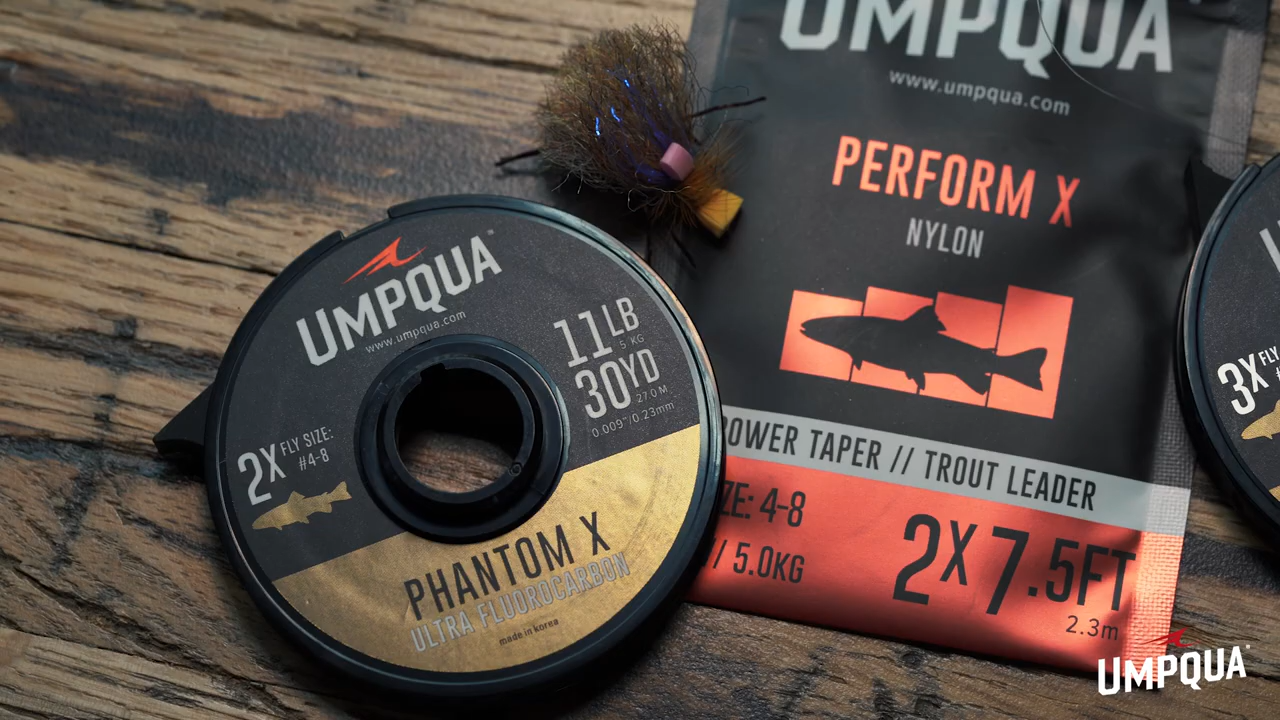 UMPQUA
www.umpqua.com
11LB
5 KG
30YD
27.0 M
0.009"/0.23mm
2X FLY SIZE:
#4-8
PHANTOM X
ULTRA FLUOROCARBON
made in korea
UMPQUA
www.umpqua.com
PERFORM X
NYLON
POWER TAPER // TROUT LEADER
ZE: 4-8
// 5.0KG
2X 7.5FT
2.3m
3X FLY
UMPQUA